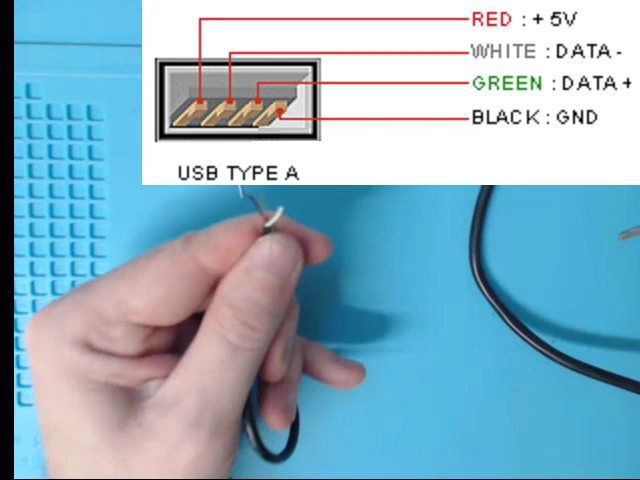 RED : + 5V
WHITE : DATA -
GREEN : DATA +
BLACK : GND
USB TYPE A